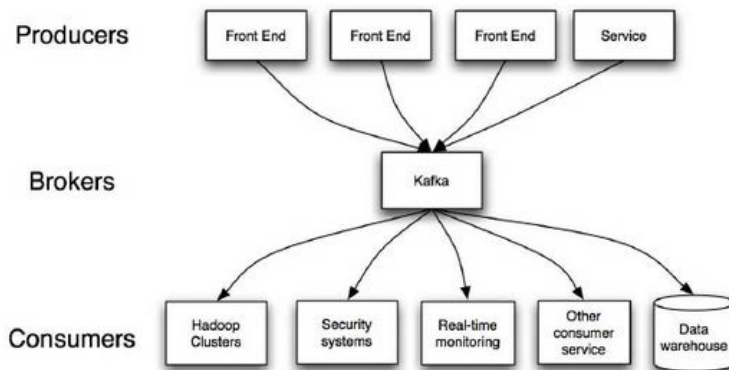 Producers
Front End
Front End
Front End
Service
Brokers
Kafka
Consumers
Hadoop
Clusters
Security
systems
Real-time
monitoring
Other
consumer
service
Data
warehouse